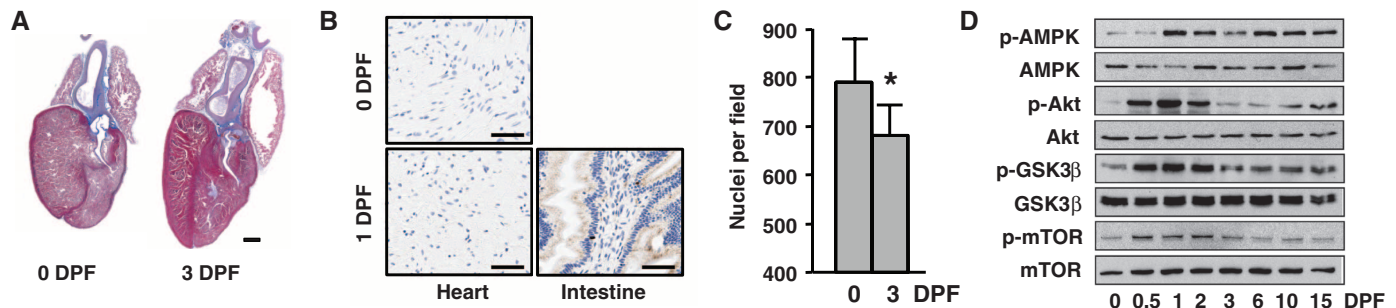 A
0 DPF
3 DPF
B
0 DPF
1 DPF
Heart
Intestine
C
Nuclei per field
900
800
700
600
500
400
*
0 3 DPF
D
p-AMPK
AMPK
p-Akt
Akt
p-GSK3β
GSK3β
p-mTOR
mTOR
0 0.5 1 2 3 6 10 15 DPF